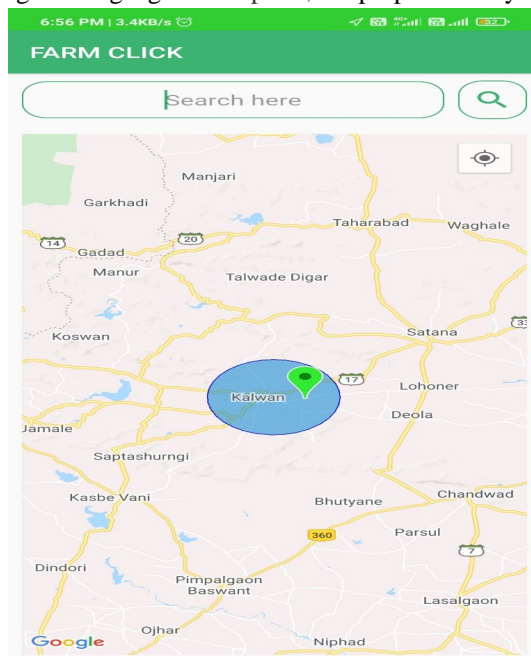 6:56 PM | 3.4KB/s
32
FARM CLICK
Search here
Manjari
Garkhadi
Taharabad
Waghale
14
20
Gadad
Manur
Talwade Digar
Koswan
Satana
33
17
Kalwan
Lohoner
Deola
Jamale
Saptashurngi
Kasbe Vani
Chandwad
Bhutyane
360
Parsul
7
Dindori
Pimpalgaon
Baswant
Lasalgaon
Ojhar
Google
Niphad